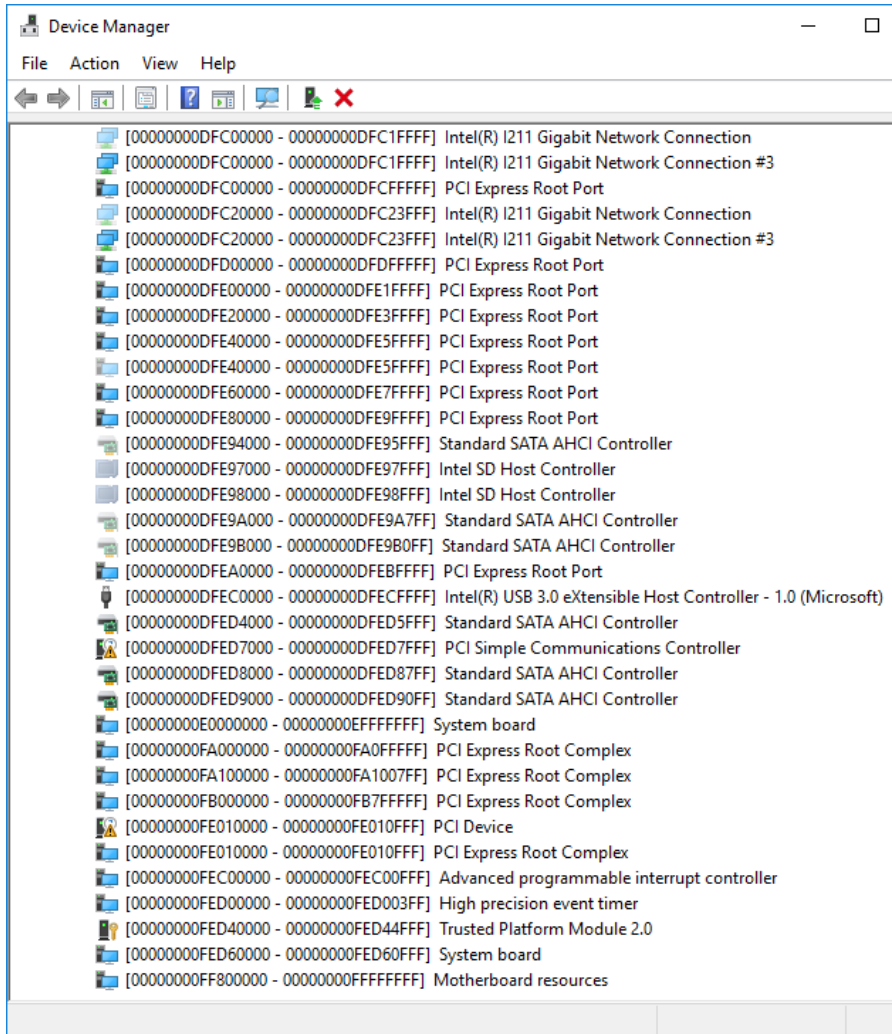 Device Manager
File Action View Help
[00000000DFC00000 - 00000000DFC1FFFF] Intel(R) I211 Gigabit Network Connection
[00000000DFC00000 - 00000000DFC1FFFF] Intel(R) I211 Gigabit Network Connection #3
[00000000DFC00000 - 00000000DFCFFFFF] PCI Express Root Port
[00000000DFC20000 - 00000000DFC23FFF] Intel(R) I211 Gigabit Network Connection
[00000000DFC20000 - 00000000DFC23FFF] Intel(R) I211 Gigabit Network Connection #3
[00000000DFD00000 - 00000000DFDFFFFF] PCI Express Root Port
[00000000DFE00000 - 00000000DFE1FFFF] PCI Express Root Port
[00000000DFE20000 - 00000000DFE3FFFF] PCI Express Root Port
[00000000DFE40000 - 00000000DFE5FFFF] PCI Express Root Port
[00000000DFE40000 - 00000000DFE5FFFF] PCI Express Root Port
[00000000DFE60000 - 00000000DFE7FFFF] PCI Express Root Port
[00000000DFE80000 - 00000000DFE9FFFF] PCI Express Root Port
[00000000DFE94000 - 00000000DFE95FFF] Standard SATA AHCI Controller
[00000000DFE97000 - 00000000DFE97FFF] Intel SD Host Controller
[00000000DFE98000 - 00000000DFE98FFF] Intel SD Host Controller
[00000000DFE9A000 - 00000000DFE9A7FF] Standard SATA AHCI Controller
[00000000DFE9B000 - 00000000DFE9B0FF] Standard SATA AHCI Controller
[00000000DFEA0000 - 00000000DFEBFFFF] PCI Express Root Port
[00000000DFEC0000 - 00000000DFECFFFF] Intel(R) USB 3.0 eXtensible Host Controller - 1.0 (Microsoft)
[00000000DFED4000 - 00000000DFED5FFF] Standard SATA AHCI Controller
[00000000DFED7000 - 00000000DFED7FFF] PCI Simple Communications Controller
[00000000DFED8000 - 00000000DFED87FF] Standard SATA AHCI Controller
[00000000DFED9000 - 00000000DFED90FF] Standard SATA AHCI Controller
[00000000E0000000 - 00000000EFFFFFFF] System board
[00000000FA000000 - 00000000FA0FFFFF] PCI Express Root Complex
[00000000FA100000 - 00000000FA1007FF] PCI Express Root Complex
[00000000FB000000 - 00000000FB7FFFFF] PCI Express Root Complex
[00000000FE010000 - 00000000FE010FFF] PCI Device
[00000000FE010000 - 00000000FE010FFF] PCI Express Root Complex
[00000000FEC00000 - 00000000FEC00FFF] Advanced programmable interrupt controller
[00000000FED00000 - 00000000FED003FF] High precision event timer
[00000000FED40000 - 00000000FED44FFF] Trusted Platform Module 2.0
[00000000FED60000 - 00000000FED60FFF] System board
[00000000FF800000 - 00000000FFFFFFFF] Motherboard resources